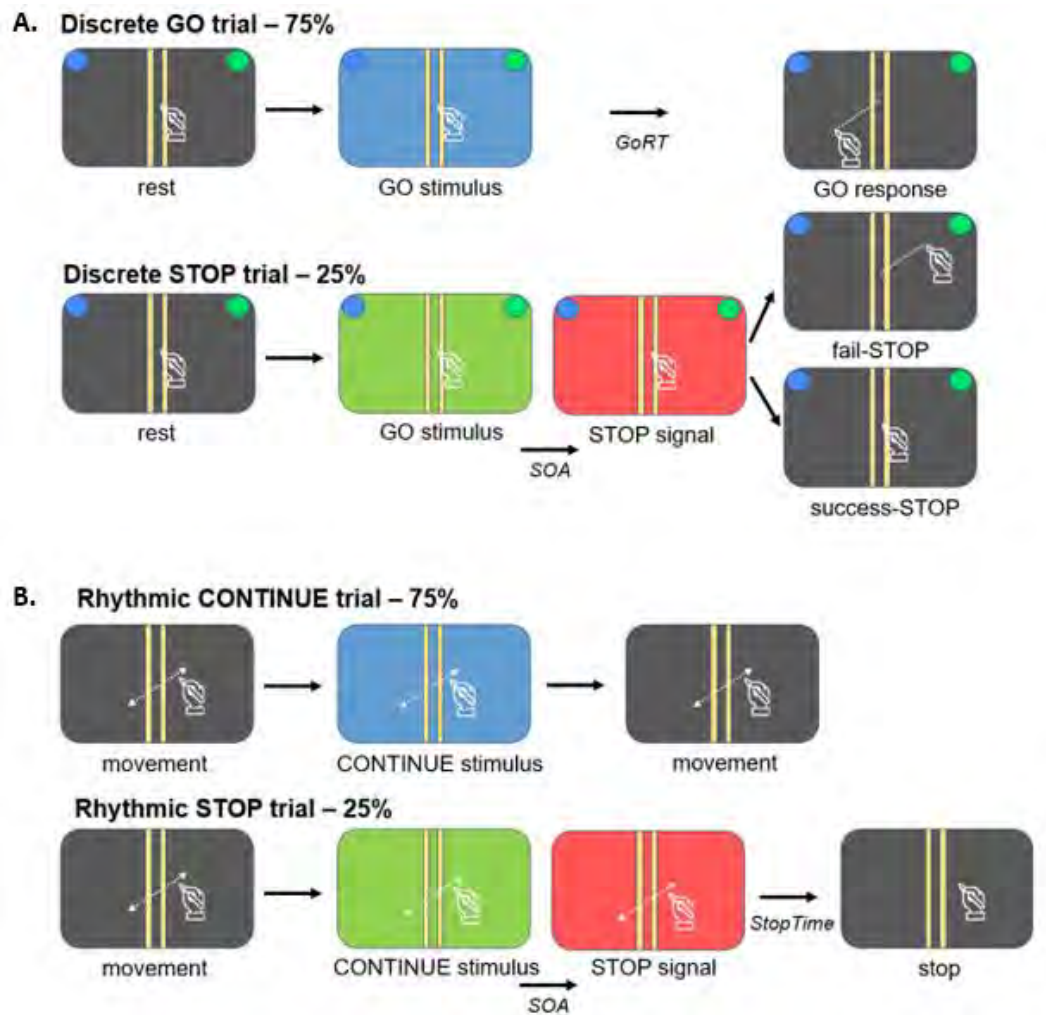 A. Discrete GO trial – 75%
rest
GO stimulus
GoRT
GO response
Discrete STOP trial – 25%
rest
GO stimulus
SOA
STOP signal
fail-STOP
success-STOP
B. Rhythmic CONTINUE trial – 75%
movement
CONTINUE stimulus
movement
Rhythmic STOP trial – 25%
movement
CONTINUE stimulus
SOA
STOP signal
StopTime
stop